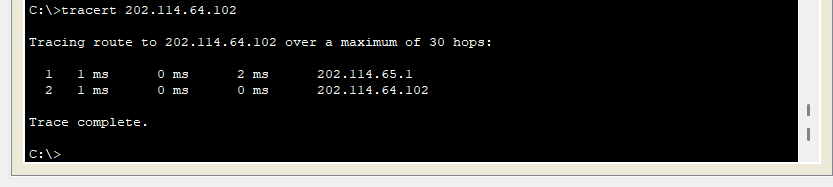 C:\>tracert 202.114.64.102
Tracing route to 202.114.64.102 over a maximum of 30 hops:
1 1 ms 0 ms 2 ms 202.114.65.1
2 1 ms 0 ms 0 ms 202.114.64.102
Trace complete.
C:\>